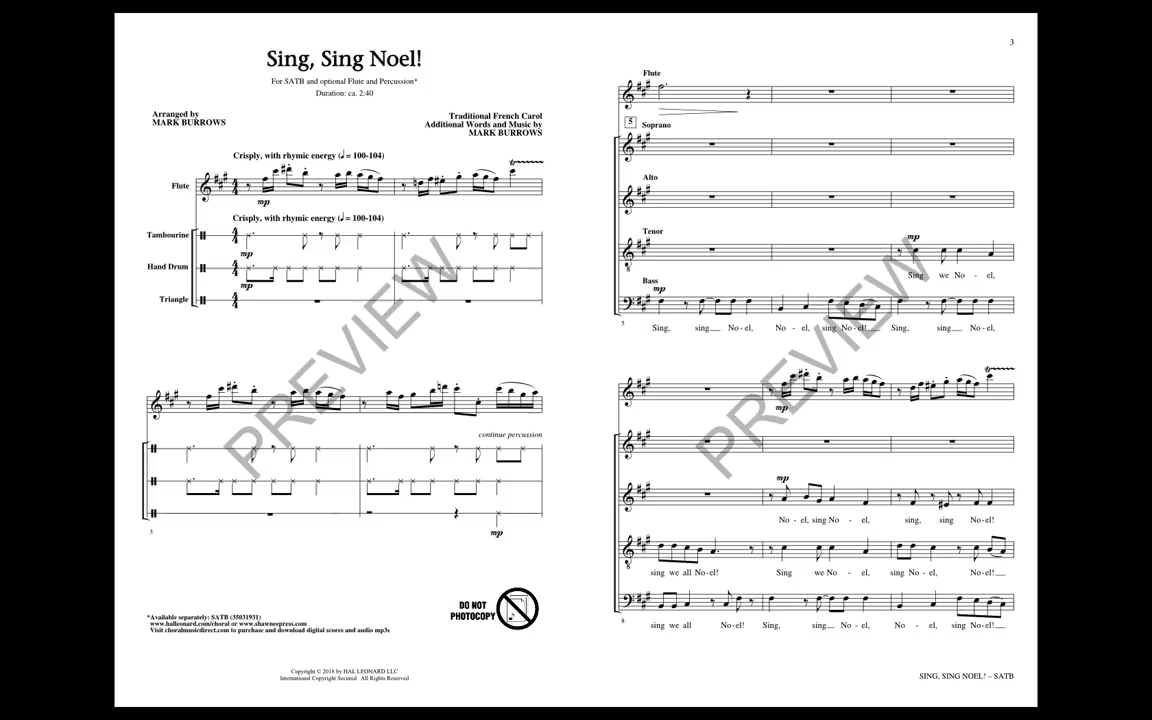 Sing, Sing Noel!
For SATB and optional Flute and Percussion*
Duration: ca. 2:40
Arranged by
MARK BURROWS
Traditional French Carol
Additional Words and Music by
MARK BURROWS
Crisply, with rhymic energy (♩= 100-104)
Flute
mp
Crisply, with rhymic energy (♩= 100-104)
Tambourine
mp
Hand Drum
mp
Triangle
PREVIEW
continue percussion
3
mp
*Available separately: SATB (35031931)
www.halleonard.com/choral or www.shawneepress.com
Visit choralmusicdirect.com to purchase and download digital scores and audio mp3s
DO NOT
PHOTOCOPY
Copyright © 2018 by HAL LEONARD LLC
International Copyright Secured All Rights Reserved
3
Flute
5
Soprano
Alto
Tenor
mp
Sing we No - el,
Bass
mp
5
Sing, sing No - el, No - el, sing No - el! Sing, sing No - el,
PREVIEW
mp
mp
No - el, sing No - el, sing, sing No-el!
sing we all No-el! Sing we No - el, sing No - el, No-el!
8
sing we all No-el! Sing, sing No - el, No - el, sing No-el!
SING, SING NOEL! – SATB